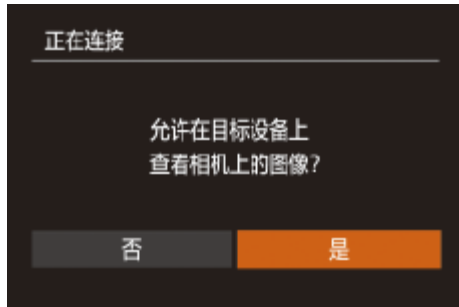 正在连接
允许在目标设备上
查看相机上的图像?
否
是